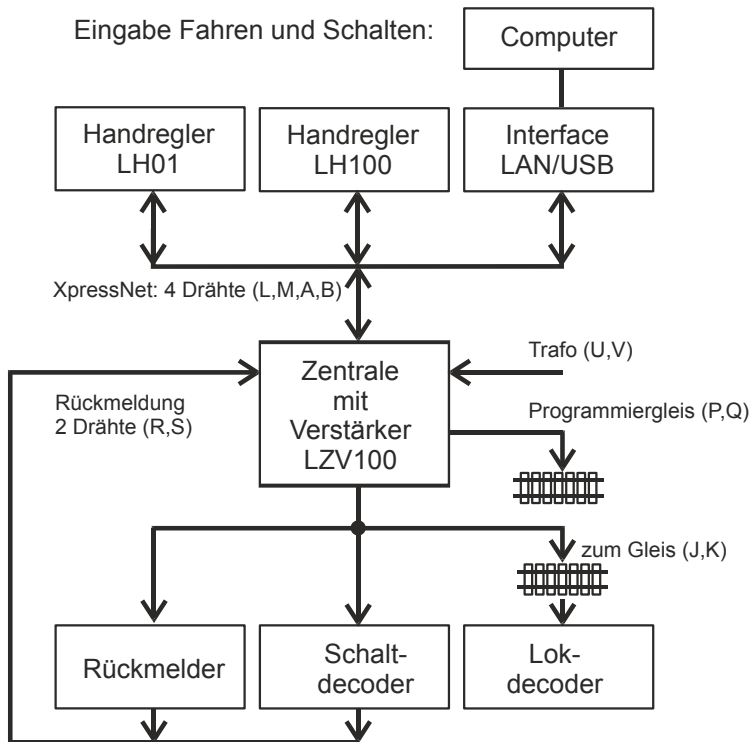 Eingabe Fahren und Schalten:
Computer
Handregler
LH01
Handregler
LH100
Interface
LAN/USB
XpressNet: 4 Drähte (L,M,A,B)
Zentrale
mit
Verstärker
LZV100
Trafo (U,V)
Rückmeldung
2 Drähte (R,S)
Programmiergleis (P,Q)
zum Gleis (J,K)
Rückmelder
Schalt-
decoder
Lok-
decoder